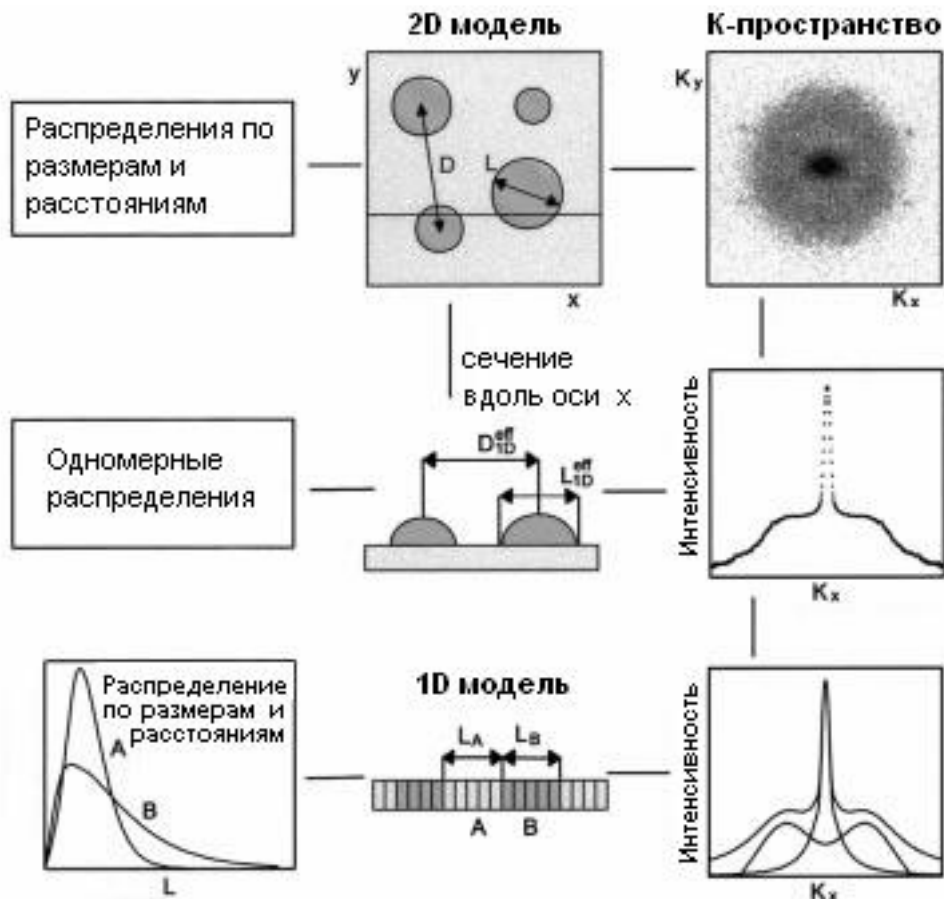 2D модель
К-пространство
Распределения по
размерам и
расстояниям
y
D
L
x
Ky
Kx
сечение
вдоль оси x
Одномерные
распределения
D1D eff
L1D eff
Интенсивность
Kx
Распределение
по размерам и
расстояниям
A
B
L
1D модель
LA
LB
A
B
Интенсивность
Kx